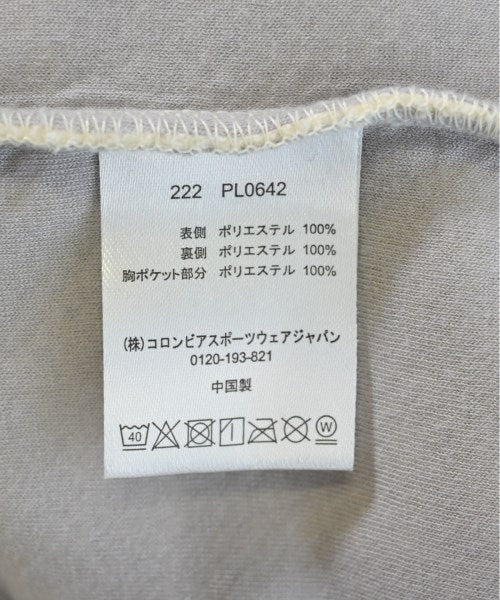 222 PL0642
表側 ポリエステル 100%
裏側 ポリエステル 100%
胸ポケット部分 ポリエステル 100%
(株)コロンビアスポーツウェアジャパン
0120-193-821
中国製
40 W